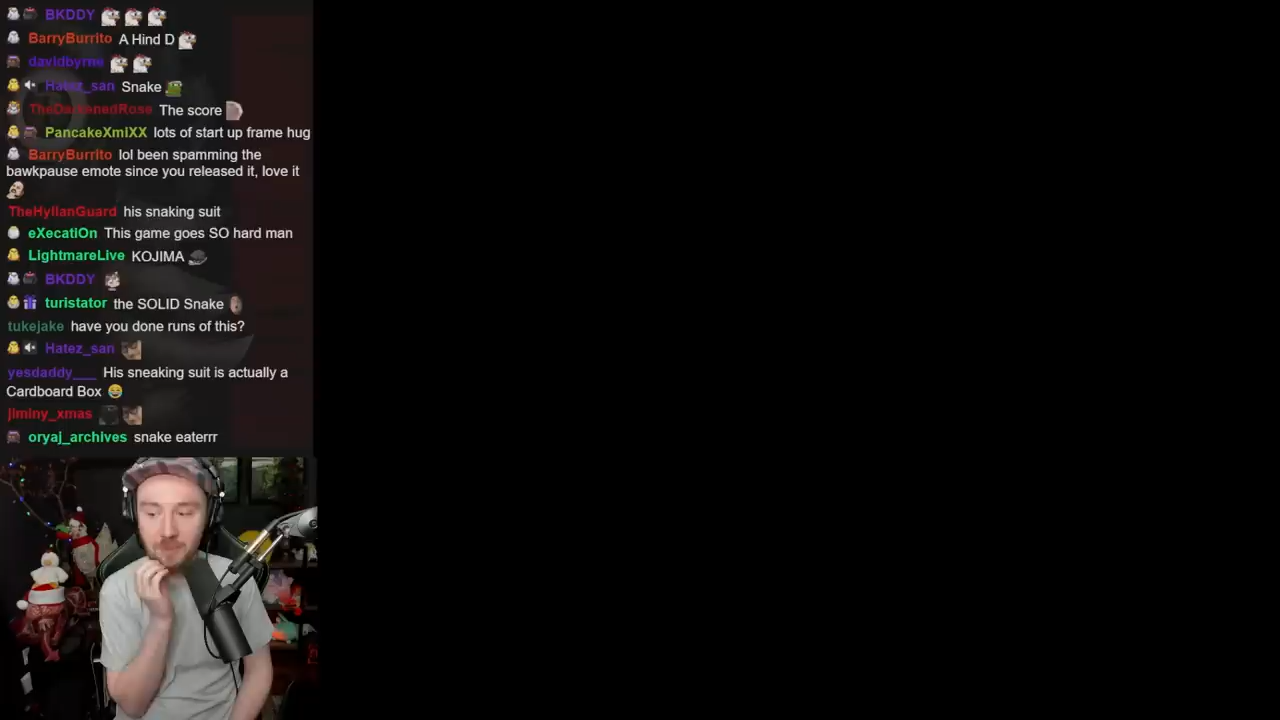 BKDDY
BarryBurrito A Hind D
davidbyrne
Hatez_san Snake
TheDarkenedRose The score
PancakeXmIXX lots of start up frame hug
BarryBurrito lol been spamming the
bawkpause emote since you released it, love it
TheHylianGuard his snaking suit
eXecatiOn This game goes SO hard man
LightmareLive KOJIMA
BKDDY
turistator the SOLID Snake
tukejake have you done runs of this?
Hatez_san
yesdaddy___ His sneaking suit is actually a
Cardboard Box 😂
jiminy_xmas
oryaj_archives snake eaterrr